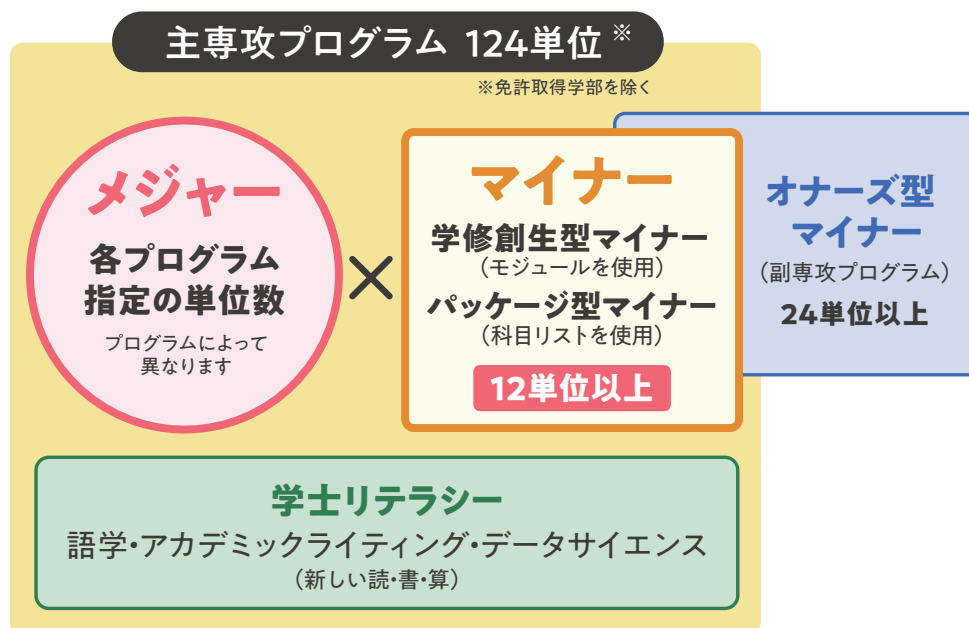 主専攻プログラム 124単位※
※免許取得学部を除く
メジャー
各プログラム
指定の単位数
プログラムによって
異なります
×
マイナー
学修創生型マイナー
（モジュールを使用）
パッケージ型マイナー
（科目リストを使用）
12単位以上
オナーズ型
マイナー
（副専攻プログラム）
24単位以上
学士リテラシー
語学・アカデミックライティング・データサイエンス
（新しい読・書・算）